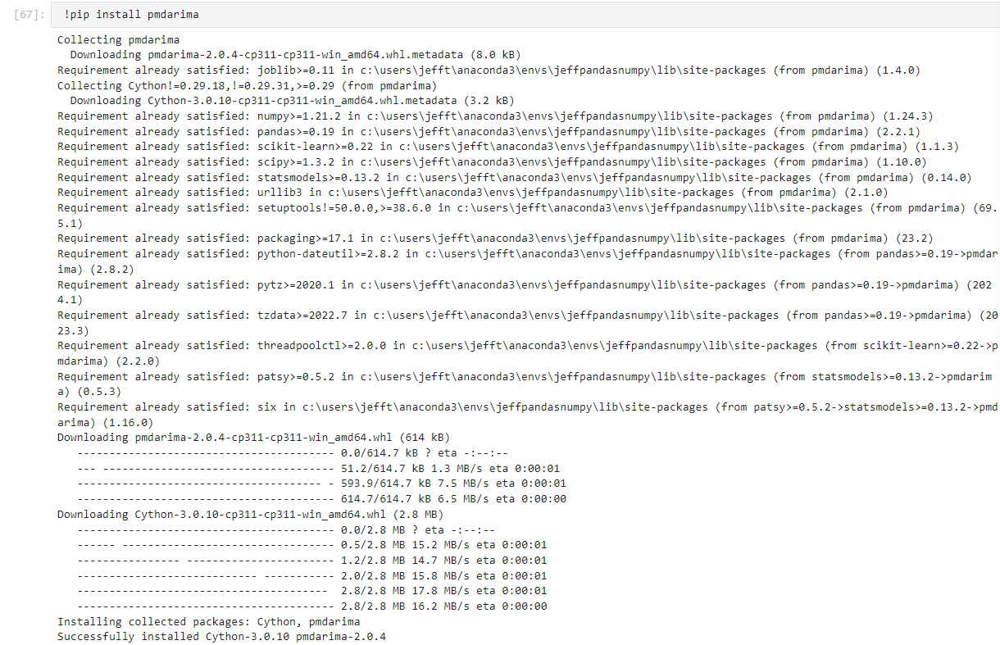 [67]: !pip install pmdarima
Collecting pmdarima
  Downloading pmdarima-2.0.4-cp311-cp311-win_amd64.whl.metadata (8.0 kB)
Requirement already satisfied: joblib>=0.11 in c:\users\jefft\anaconda3\envs\jeffpandasnumpy\lib\site-packages (from pmdarima) (1.4.0)
Collecting Cython!=0.29.18,!=0.29.31,>=0.29 (from pmdarima)
  Downloading Cython-3.0.10-cp311-cp311-win_amd64.whl.metadata (3.2 kB)
Requirement already satisfied: numpy>=1.21.2 in c:\users\jefft\anaconda3\envs\jeffpandasnumpy\lib\site-packages (from pmdarima) (1.24.3)
Requirement already satisfied: pandas>=0.19 in c:\users\jefft\anaconda3\envs\jeffpandasnumpy\lib\site-packages (from pmdarima) (2.2.1)
Requirement already satisfied: scikit-learn>=0.22 in c:\users\jefft\anaconda3\envs\jeffpandasnumpy\lib\site-packages (from pmdarima) (1.1.3)
Requirement already satisfied: scipy>=1.3.2 in c:\users\jefft\anaconda3\envs\jeffpandasnumpy\lib\site-packages (from pmdarima) (1.10.0)
Requirement already satisfied: statsmodels>=0.13.2 in c:\users\jefft\anaconda3\envs\jeffpandasnumpy\lib\site-packages (from pmdarima) (0.14.0)
Requirement already satisfied: urllib3 in c:\users\jefft\anaconda3\envs\jeffpandasnumpy\lib\site-packages (from pmdarima) (2.1.0)
Requirement already satisfied: setuptools!=50.0.0,>=38.6.0 in c:\users\jefft\anaconda3\envs\jeffpandasnumpy\lib\site-packages (from pmdarima) (69.
5.1)
Requirement already satisfied: packaging>=17.1 in c:\users\jefft\anaconda3\envs\jeffpandasnumpy\lib\site-packages (from pmdarima) (23.2)
Requirement already satisfied: python-dateutil>=2.8.2 in c:\users\jefft\anaconda3\envs\jeffpandasnumpy\lib\site-packages (from pandas>=0.19->pmdar
ima) (2.8.2)
Requirement already satisfied: pytz>=2020.1 in c:\users\jefft\anaconda3\envs\jeffpandasnumpy\lib\site-packages (from pandas>=0.19->pmdarima) (202
4.1)
Requirement already satisfied: tzdata>=2022.7 in c:\users\jefft\anaconda3\envs\jeffpandasnumpy\lib\site-packages (from pandas>=0.19->pmdarima) (20
23.3)
Requirement already satisfied: threadpoolctl>=2.0.0 in c:\users\jefft\anaconda3\envs\jeffpandasnumpy\lib\site-packages (from scikit-learn>=0.22->p
mdarima) (2.2.0)
Requirement already satisfied: patsy>=0.5.2 in c:\users\jefft\anaconda3\envs\jeffpandasnumpy\lib\site-packages (from statsmodels>=0.13.2->pmdarim
a) (0.5.3)
Requirement already satisfied: six in c:\users\jefft\anaconda3\envs\jeffpandasnumpy\lib\site-packages (from patsy>=0.5.2->statsmodels>=0.13.2->pmd
arima) (1.16.0)
Downloading pmdarima-2.0.4-cp311-cp311-win_amd64.whl (614 kB)
   ---------------------------------------- 0.0/614.7 kB ? eta -:--:--
   --- ------------------------------------ 51.2/614.7 kB 1.3 MB/s eta 0:00:01
   -------------------------------------- - 593.9/614.7 kB 7.5 MB/s eta 0:00:01
   ---------------------------------------- 614.7/614.7 kB 6.5 MB/s eta 0:00:00
Downloading Cython-3.0.10-cp311-cp311-win_amd64.whl (2.8 MB)
   ---------------------------------------- 0.0/2.8 MB ? eta -:--:--
   ------ --------------------------------- 0.5/2.8 MB 15.2 MB/s eta 0:00:01
   ---------------- ----------------------- 1.2/2.8 MB 14.7 MB/s eta 0:00:01
   ---------------------------- ----------- 2.0/2.8 MB 15.8 MB/s eta 0:00:01
   ---------------------------------------  2.8/2.8 MB 17.8 MB/s eta 0:00:01
   ---------------------------------------- 2.8/2.8 MB 16.2 MB/s eta 0:00:00
Installing collected packages: Cython, pmdarima
Successfully installed Cython-3.0.10 pmdarima-2.0.4